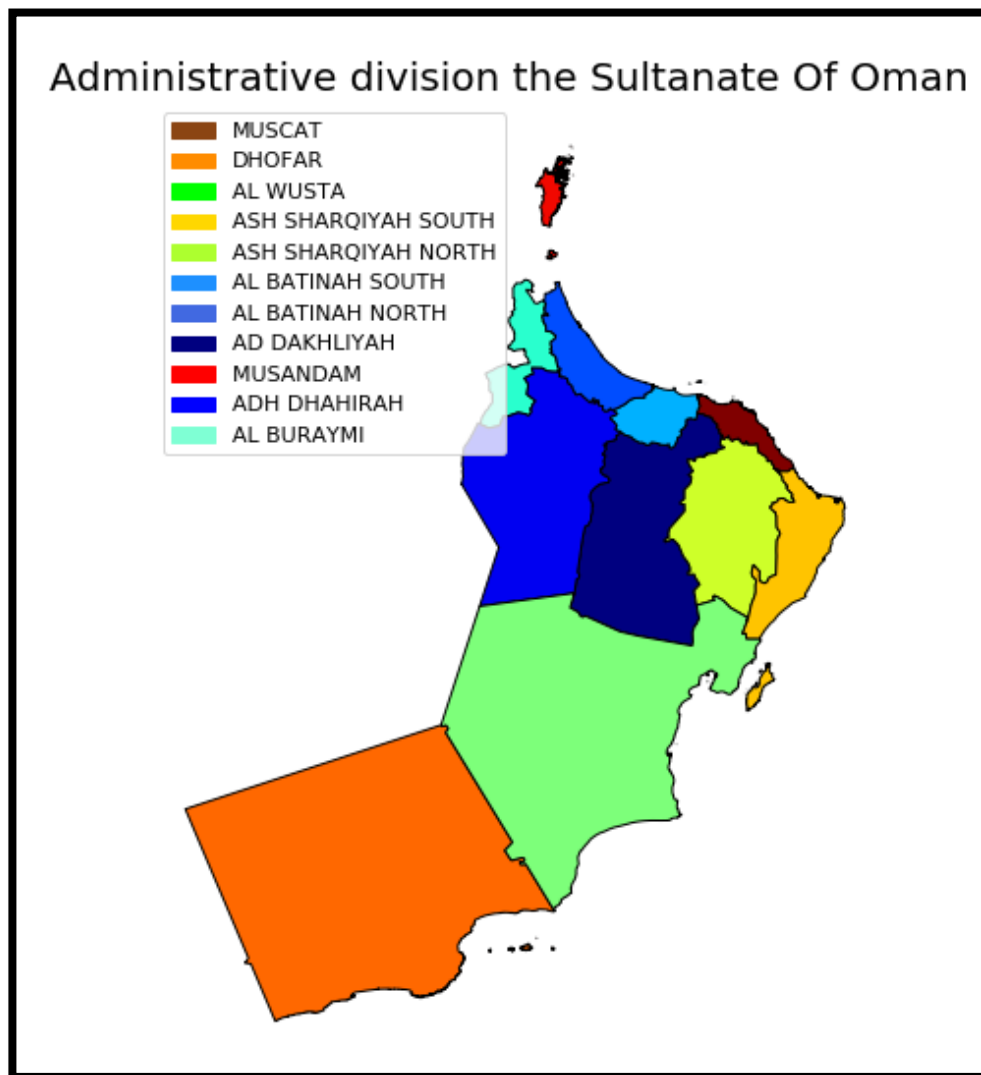 Administrative division the Sultanate Of Oman
MUSCAT
DHOFAR
AL WUSTA
ASH SHARQIYAH SOUTH
ASH SHARQIYAH NORTH
AL BATINAH SOUTH
AL BATINAH NORTH
AD DAKHLIYAH
MUSANDAM
ADH DHAHIRAH
AL BURAYMI